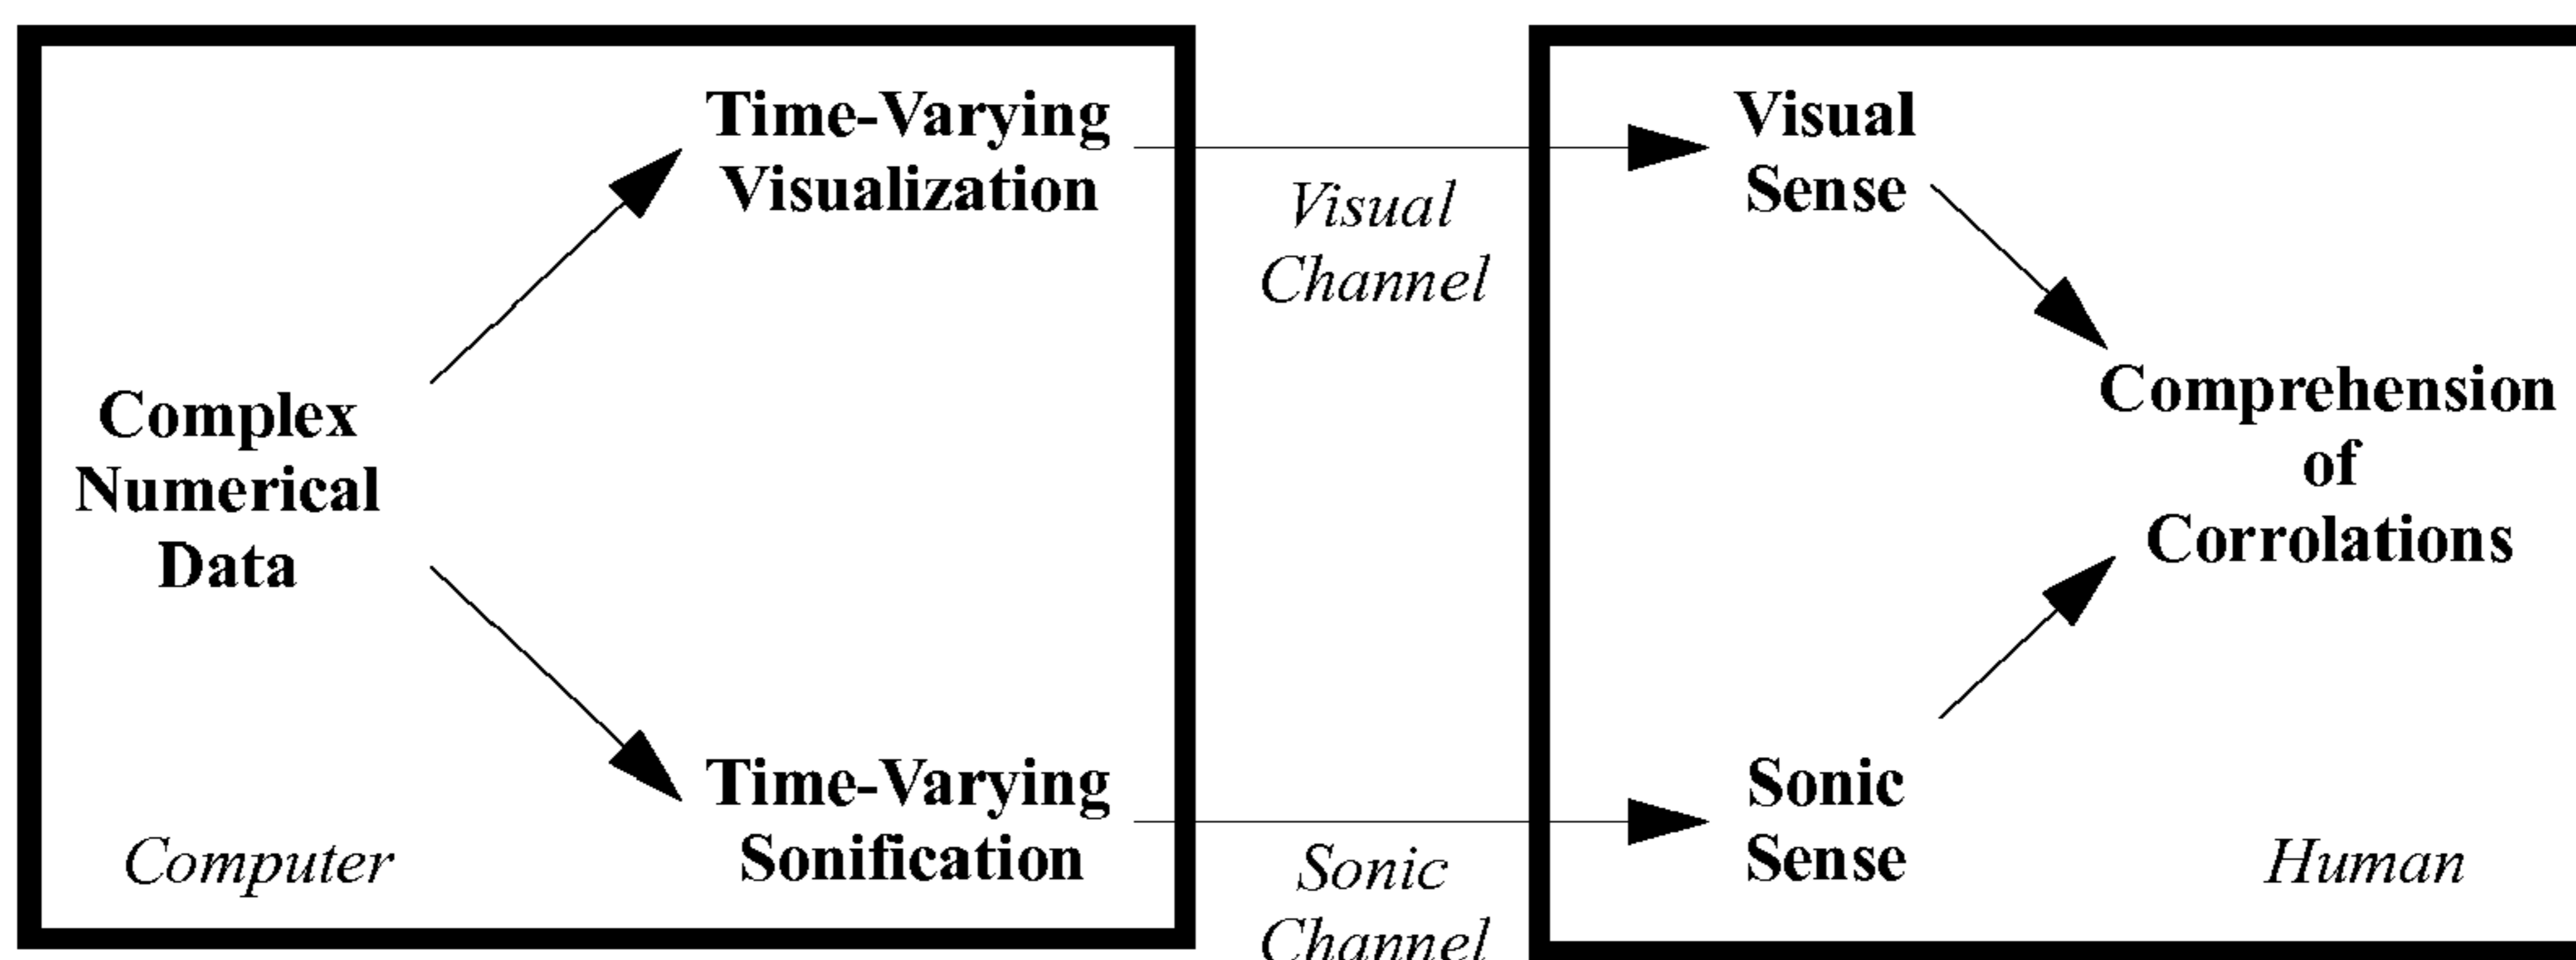 Time-Varying
Visualization
Visual
Channel
Visual
Sense
Complex
Numerical
Data
Comprehension
of
Corrolations
Time-Varying
Sonification
Sonic
Channel
Sonic
Sense
Computer
Human